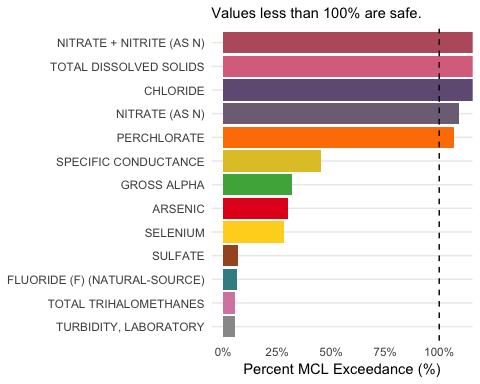 Values less than 100% are safe.
NITRATE + NITRITE (AS N)
TOTAL DISSOLVED SOLIDS
CHLORIDE
NITRATE (AS N)
PERCHLORATE
SPECIFIC CONDUCTANCE
GROSS ALPHA
ARSENIC
SELENIUM
SULFATE
FLUORIDE (F) (NATURAL-SOURCE)
TOTAL TRIHALOMETHANES
TURBIDITY, LABORATORY
0% 25% 50% 75% 100%
Percent MCL Exceedance (%)